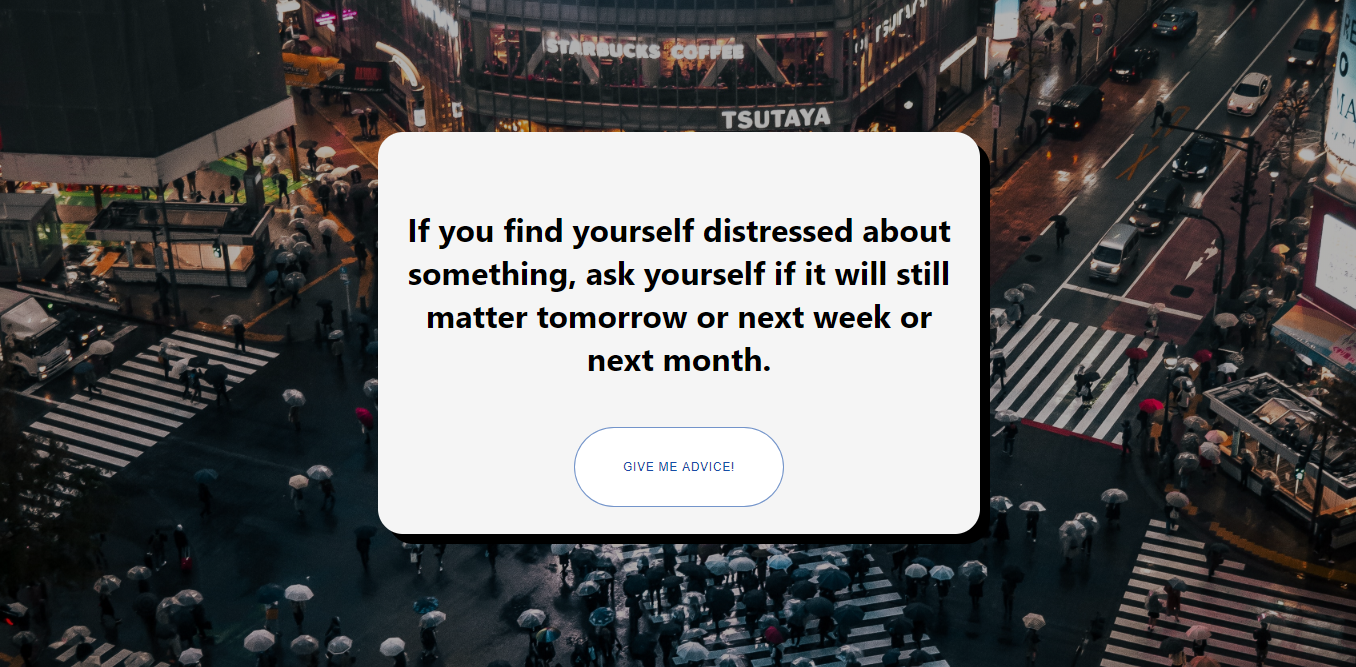 STARBUCKS COFFEE
TSUTAYA
If you find yourself distressed about
something, ask yourself if it will still
matter tomorrow or next week or
next month.
GIVE ME ADVICE!